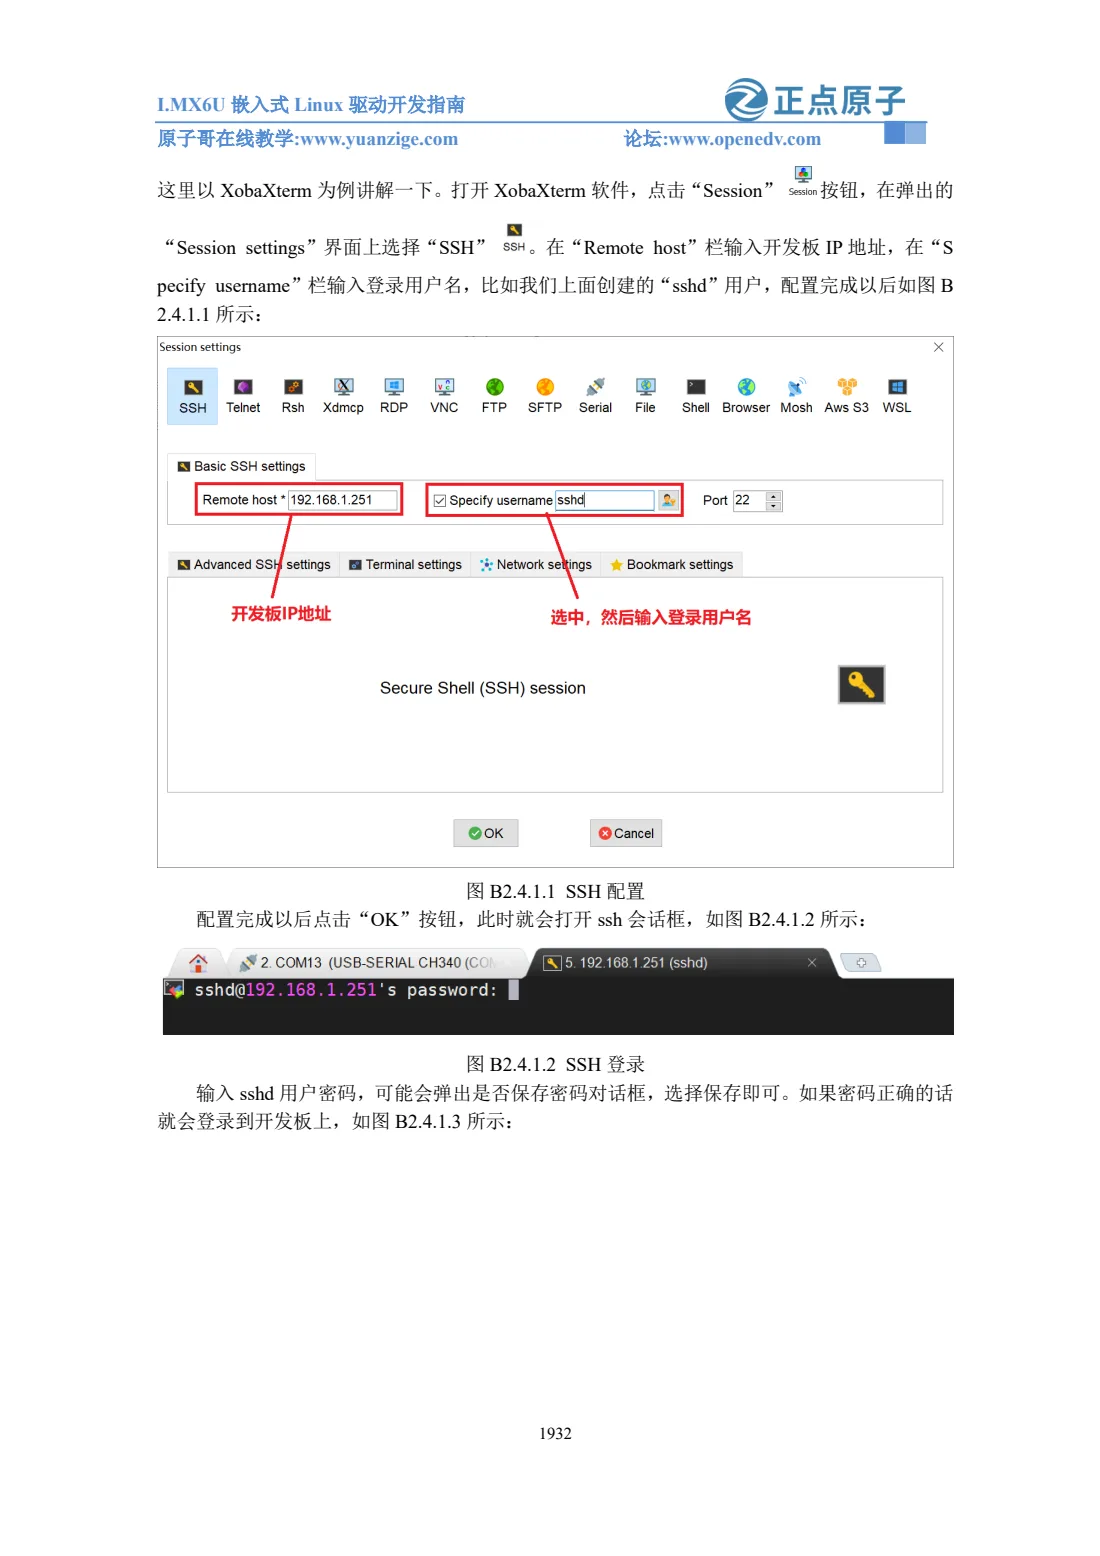 I.MX6U 嵌入式 Linux 驱动开发指南
正点原子
原子哥在线教学:www.yuanzige.com 论坛:www.openedv.com
这里以 XobaXterm 为例讲解一下。打开 XobaXterm 软件，点击“Session” Session 按钮，在弹出的
“Session settings”界面上选择“SSH” SSH 。在“Remote host”栏输入开发板 IP 地址，在“S
pecify username”栏输入登录用户名，比如我们上面创建的“sshd”用户，配置完成以后如图 B
2.4.1.1 所示：
Session settings
SSH Telnet Rsh Xdmcp RDP VNC FTP SFTP Serial File Shell Browser Mosh Aws S3 WSL
Basic SSH settings
Remote host * 192.168.1.251 Specify username sshd Port 22
Advanced SSH settings Terminal settings Network settings Bookmark settings
开发板IP地址 选中，然后输入登录用户名
Secure Shell (SSH) session
OK Cancel
图 B2.4.1.1 SSH 配置
配置完成以后点击“OK”按钮，此时就会打开 ssh 会话框，如图 B2.4.1.2 所示：
2. COM13 (USB-SERIAL CH340 (COM 5. 192.168.1.251 (sshd)
sshd@192.168.1.251's password:
图 B2.4.1.2 SSH 登录
输入 sshd 用户密码，可能会弹出是否保存密码对话框，选择保存即可。如果密码正确的话
就会登录到开发板上，如图 B2.4.1.3 所示：
1932